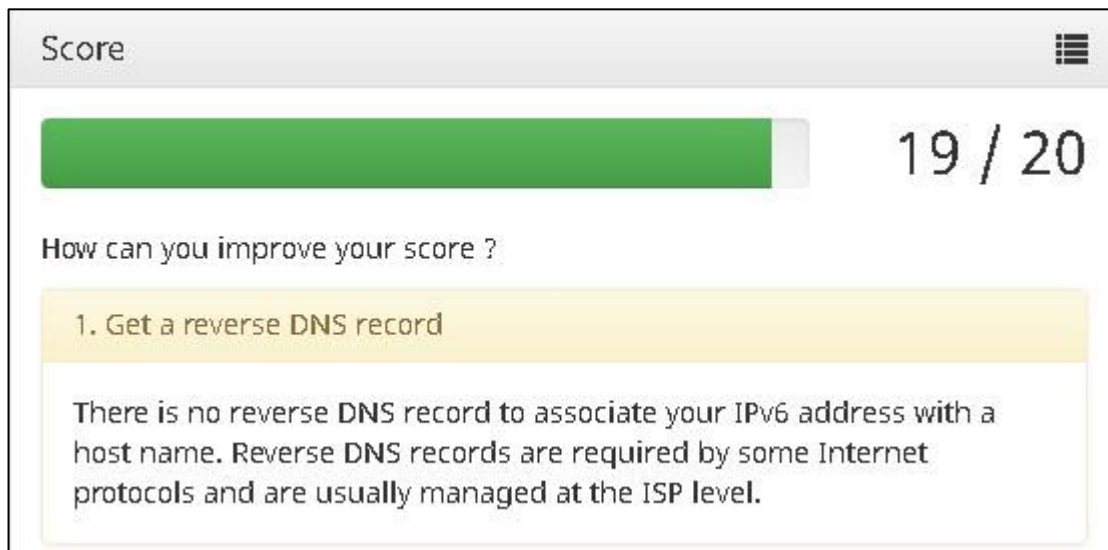 Score
19 / 20
How can you improve your score ?
1. Get a reverse DNS record
There is no reverse DNS record to associate your IPv6 address with a
host name. Reverse DNS records are required by some Internet
protocols and are usually managed at the ISP level.